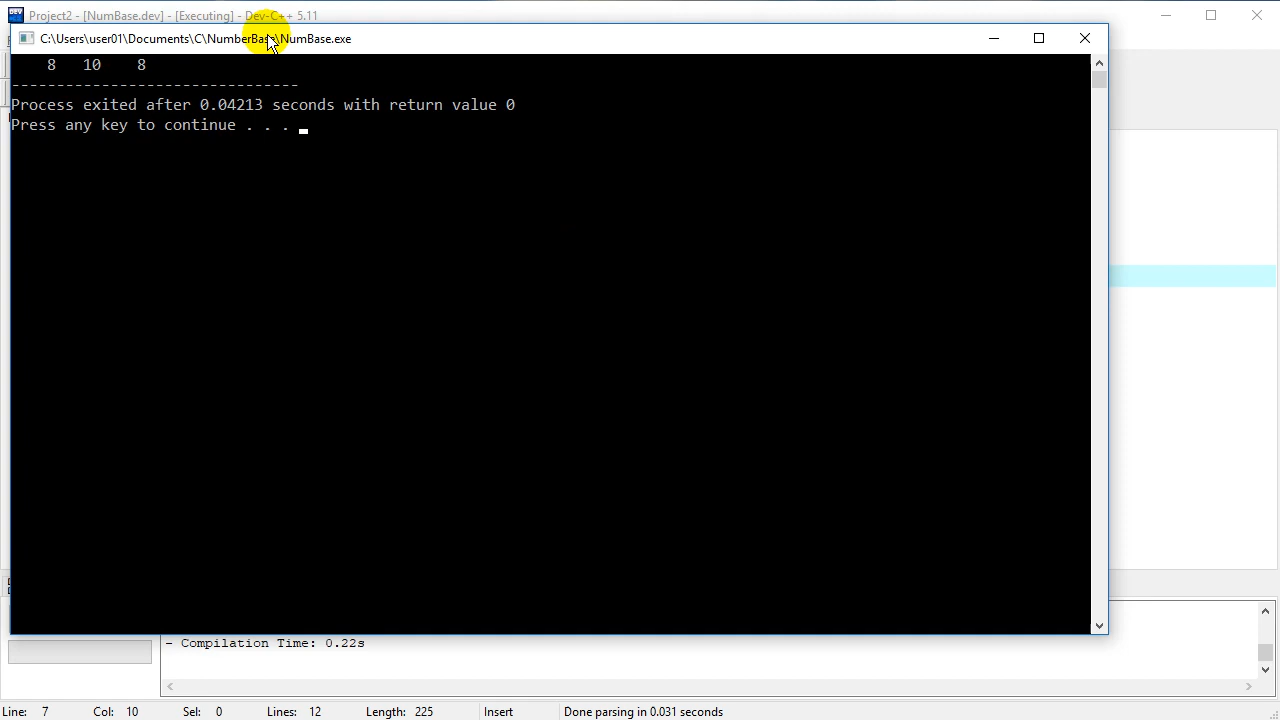 Project2 - [NumBase.dev] - [Executing] - Dev-C++ 5.11
C:\Users\user01\Documents\C\NumberBase\NumBase.exe
8 10 8
--------------------------------
Process exited after 0.04213 seconds with return value 0
Press any key to continue . . .
- Compilation Time: 0.22s
Line: 7 Col: 10 Sel: 0 Lines: 12 Length: 225 Insert Done parsing in 0.031 seconds